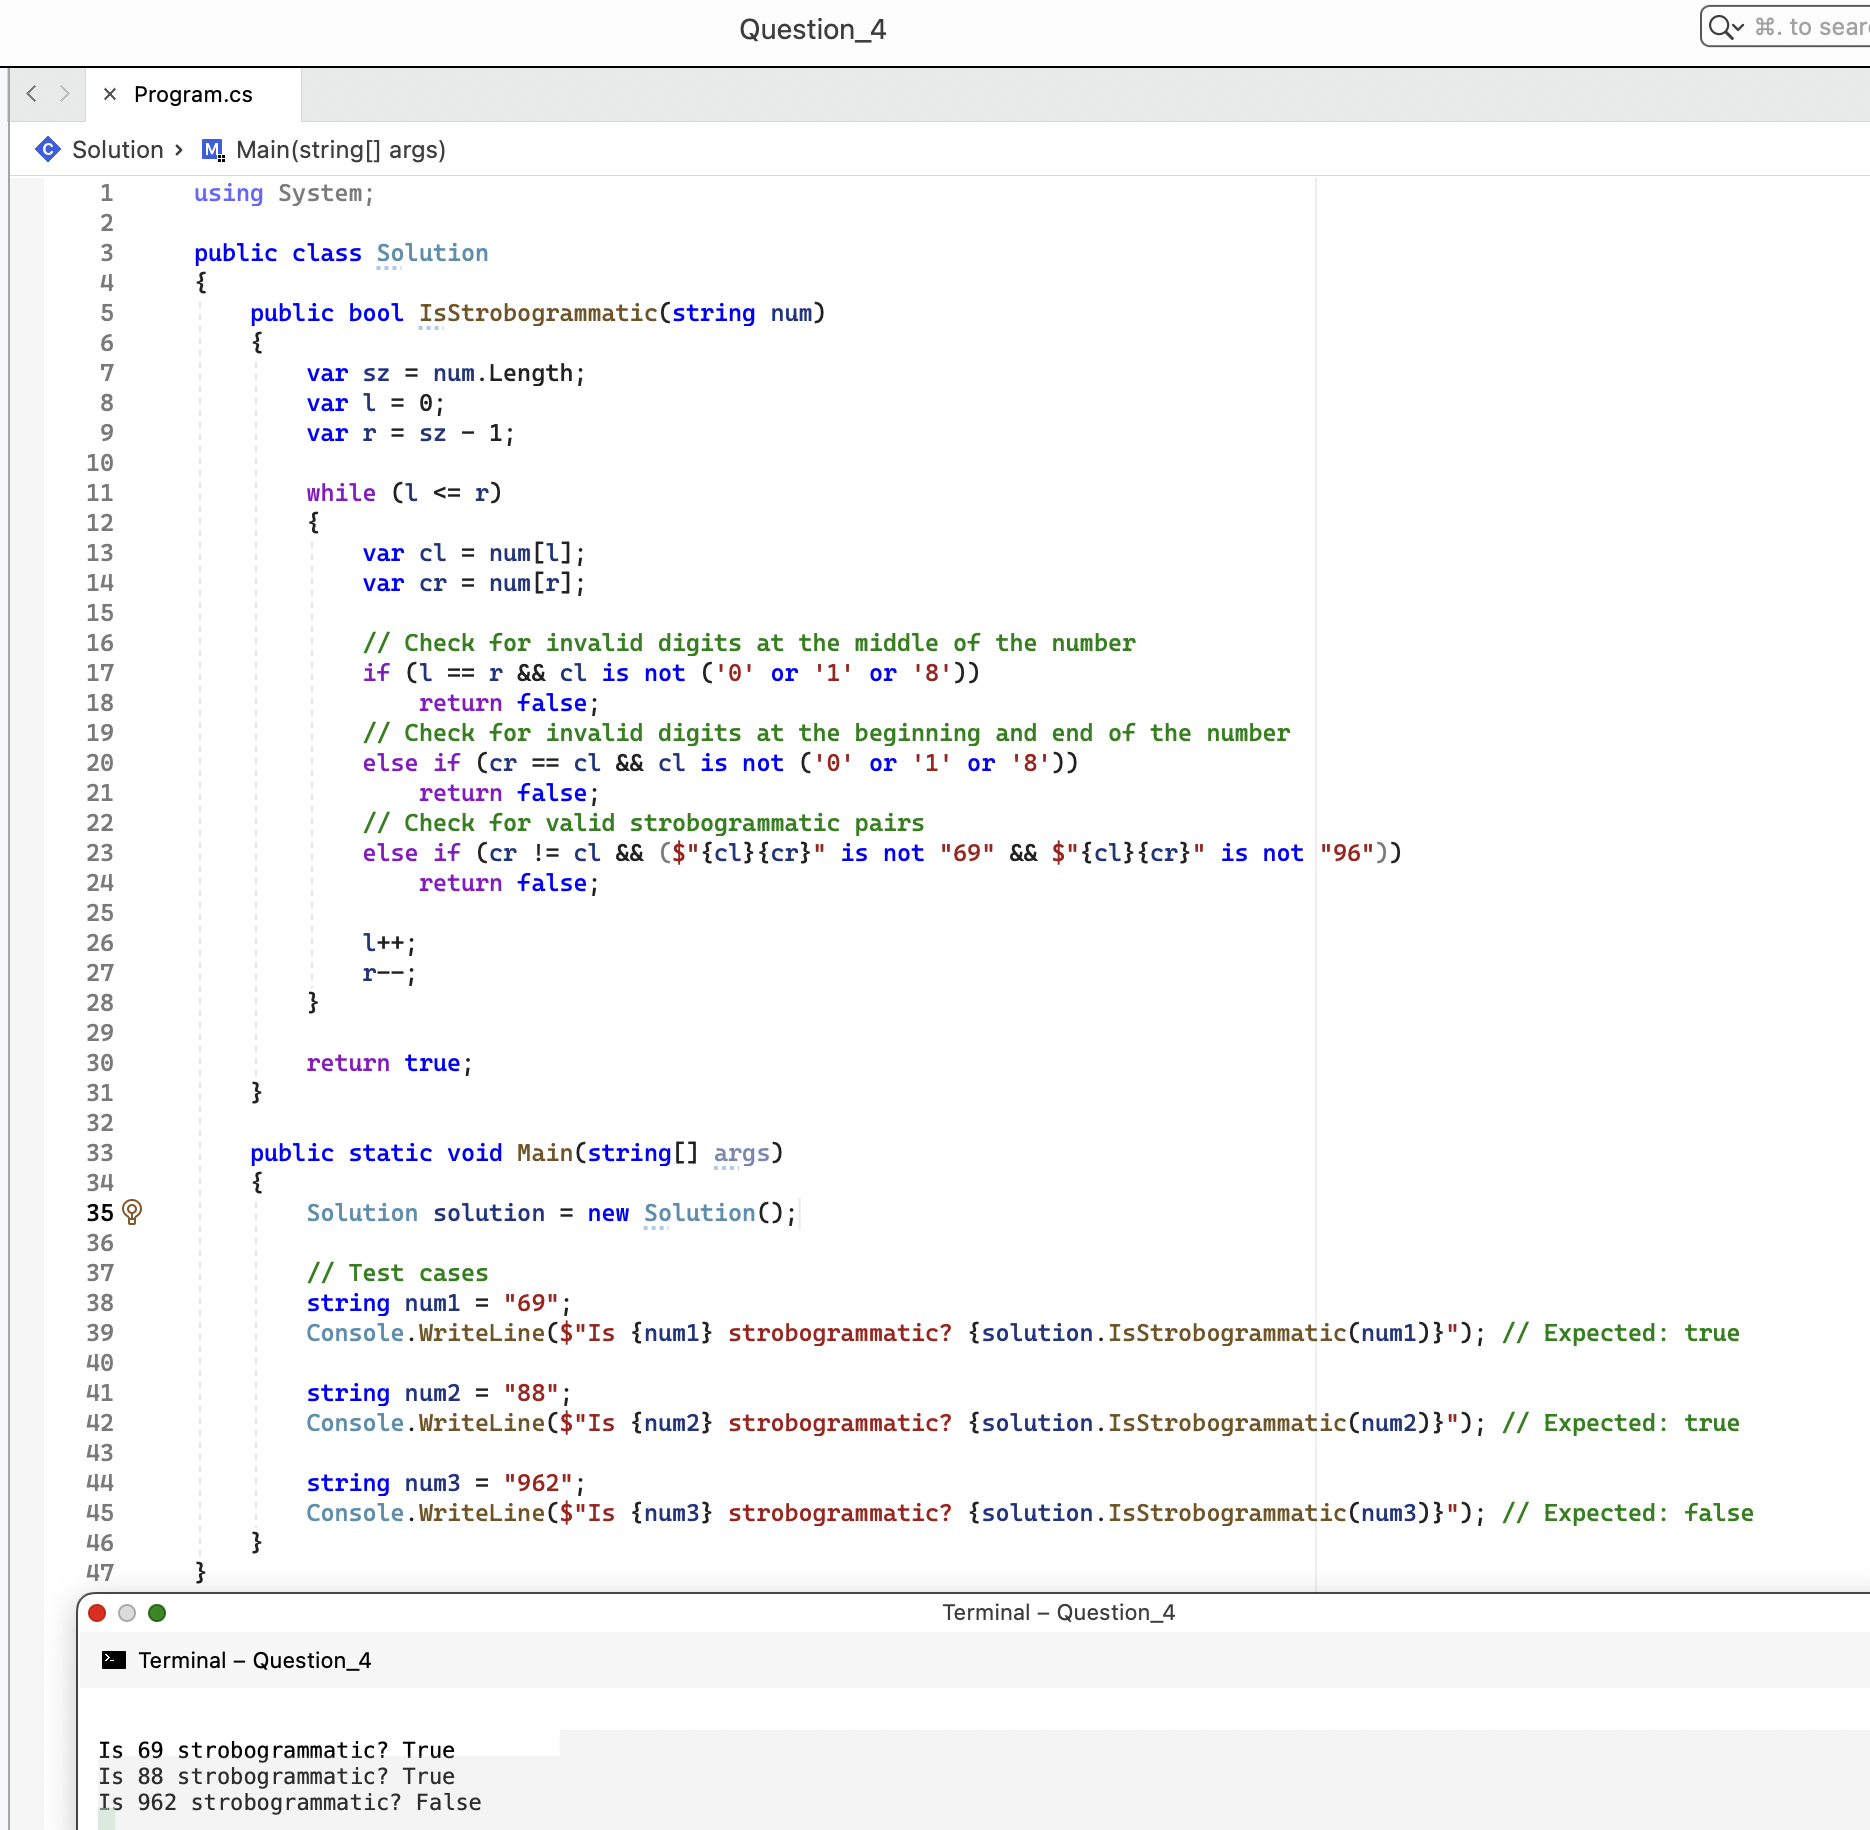 Question_4
⌘. to sear
Program.cs
Solution › M Main(string[] args)
1 using System;
2
3 public class Solution
4 {
5     public bool IsStrobogrammatic(string num)
6     {
7         var sz = num.Length;
8         var l = 0;
9         var r = sz - 1;
10
11         while (l <= r)
12         {
13             var cl = num[l];
14             var cr = num[r];
15
16             // Check for invalid digits at the middle of the number
17             if (l == r && cl is not ('0' or '1' or '8'))
18                 return false;
19             // Check for invalid digits at the beginning and end of the number
20             else if (cr == cl && cl is not ('0' or '1' or '8'))
21                 return false;
22             // Check for valid strobogrammatic pairs
23             else if (cr != cl && ($"{cl}{cr}" is not "69" && $"{cl}{cr}" is not "96"))
24                 return false;
25
26             l++;
27             r--;
28         }
29
30         return true;
31     }
32
33     public static void Main(string[] args)
34     {
35         Solution solution = new Solution();
36
37         // Test cases
38         string num1 = "69";
39         Console.WriteLine($"Is {num1} strobogrammatic? {solution.IsStrobogrammatic(num1)}"); // Expected: true
40
41         string num2 = "88";
42         Console.WriteLine($"Is {num2} strobogrammatic? {solution.IsStrobogrammatic(num2)}"); // Expected: true
43
44         string num3 = "962";
45         Console.WriteLine($"Is {num3} strobogrammatic? {solution.IsStrobogrammatic(num3)}"); // Expected: false
46     }
47 }
Terminal – Question_4
Terminal – Question_4
Is 69 strobogrammatic? True
Is 88 strobogrammatic? True
Is 962 strobogrammatic? False